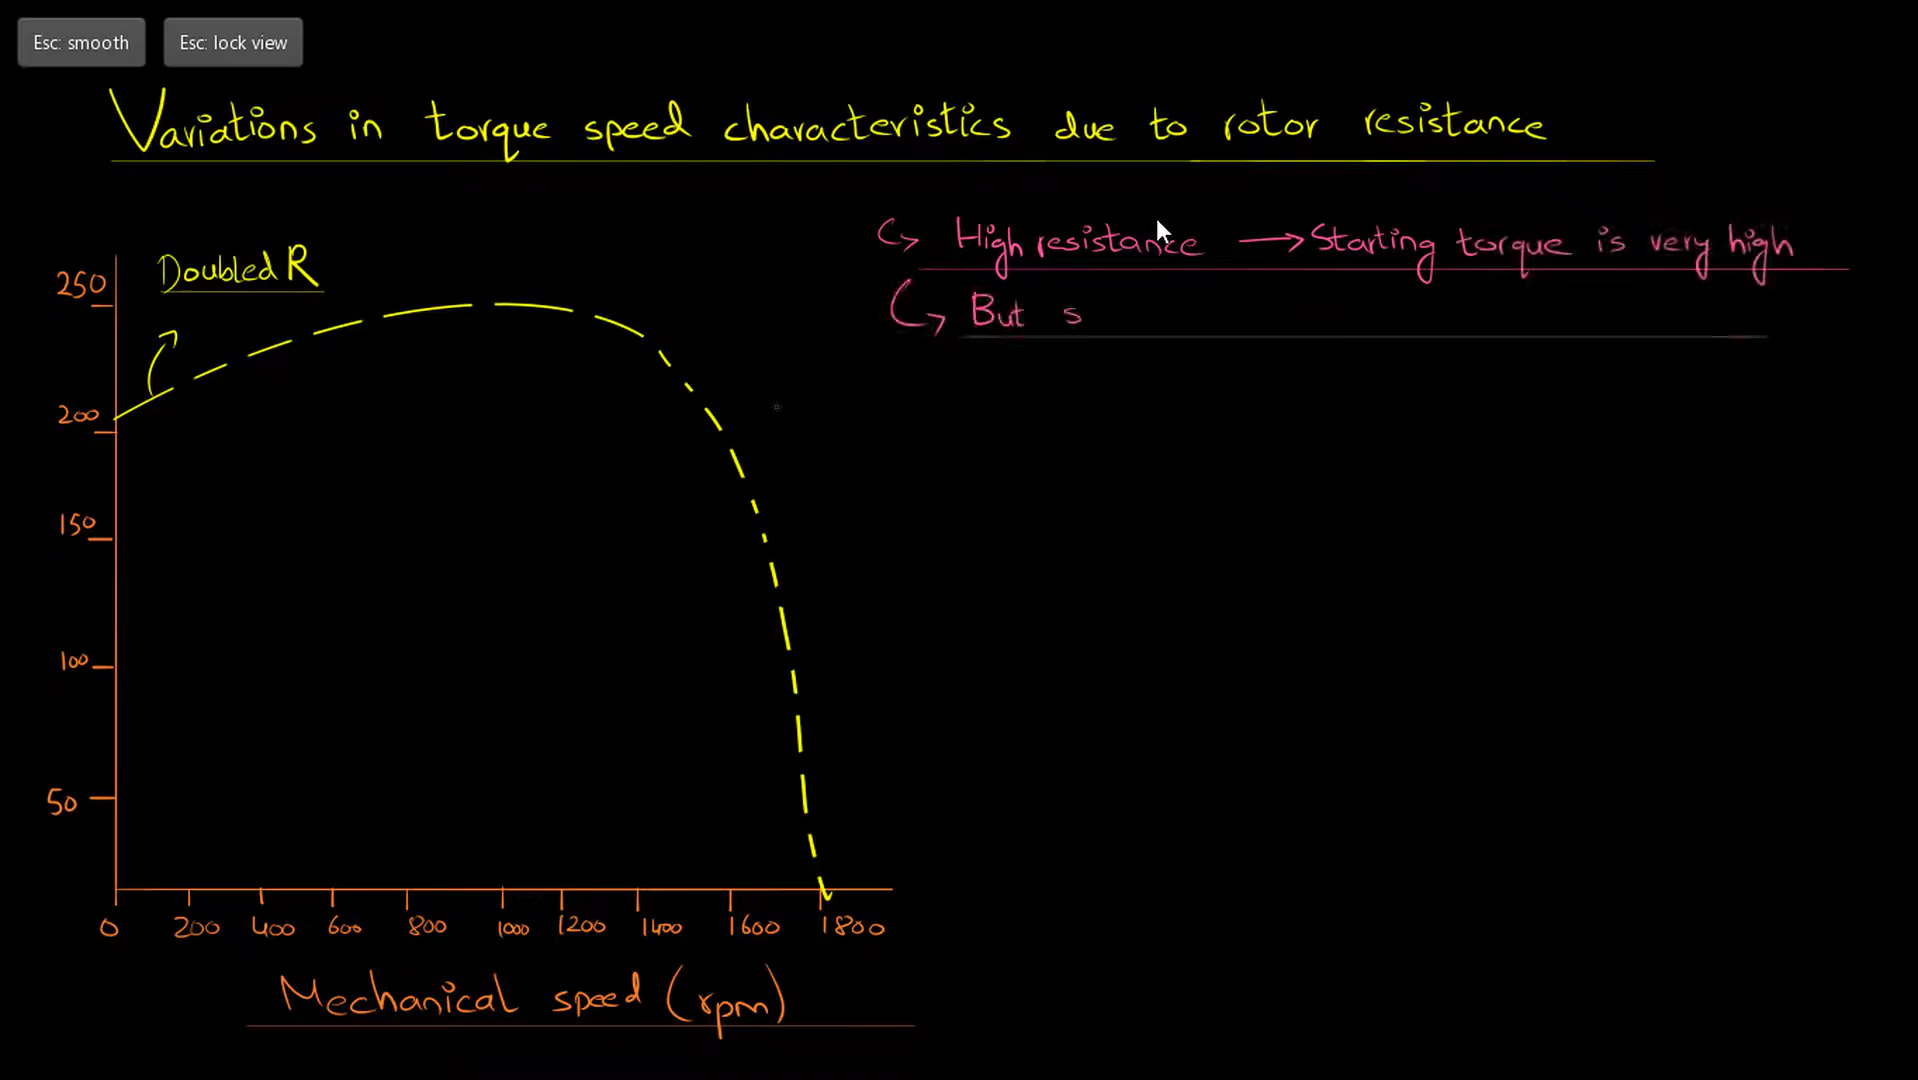 Esc: smooth
Esc: lock view
Variations in torque speed characteristics due to rotor resistance
High resistance → Starting torque is very high
But s
Doubled R
250
200
150
100
50
0 200 400 600 800 1000 1200 1400 1600 1800
Mechanical speed (rpm)